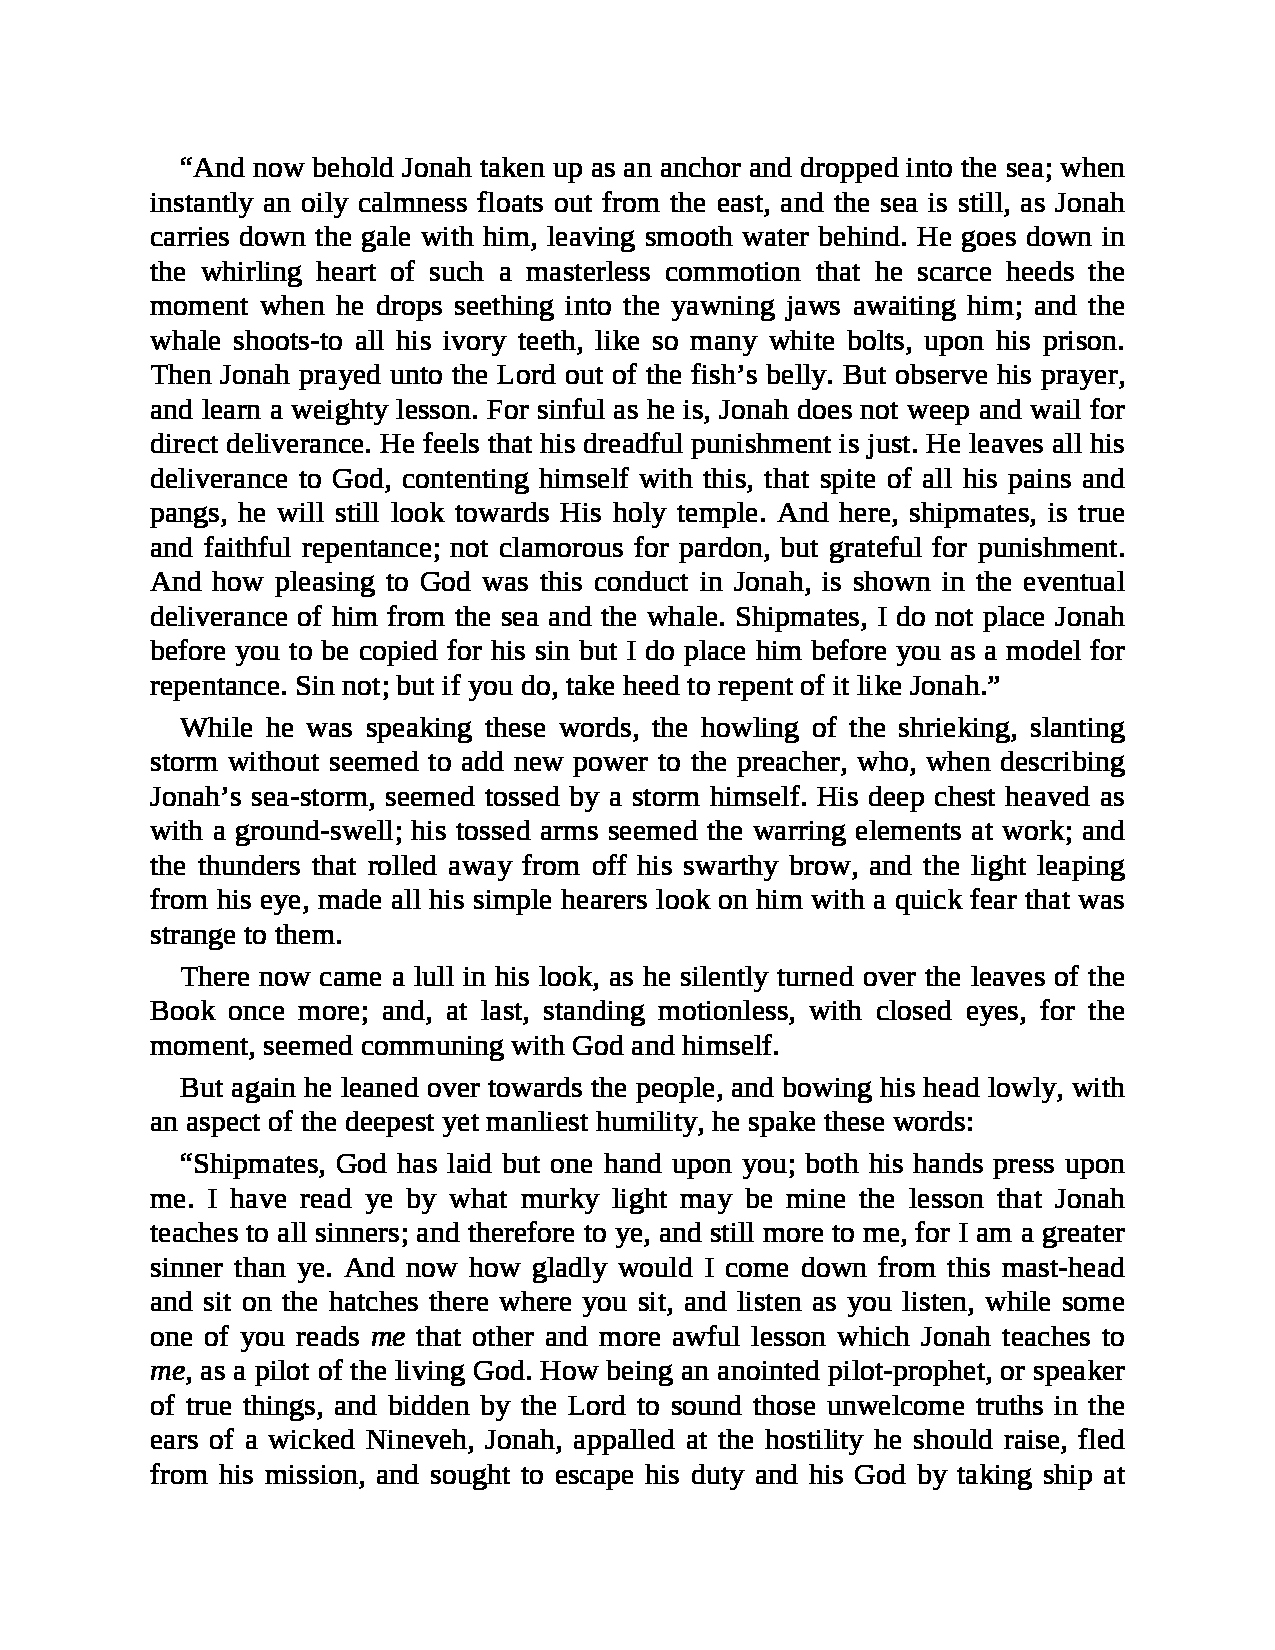 “And now behold Jonah taken up as an anchor and dropped into the sea; when
instantly an oily calmness floats out from the east, and the sea is still, as Jonah
carries down the gale with him, leaving smooth water behind. He goes down in
the whirling heart of such a masterless commotion that he scarce heeds the
moment when he drops seething into the yawning jaws awaiting him; and the
whale shoots-to all his ivory teeth, like so many white bolts, upon his prison.
Then Jonah prayed unto the Lord out of the fish’s belly. But observe his prayer,
and learn a weighty lesson. For sinful as he is, Jonah does not weep and wail for
direct deliverance. He feels that his dreadful punishment is just. He leaves all his
deliverance to God, contenting himself with this, that spite of all his pains and
pangs, he will still look towards His holy temple. And here, shipmates, is true
and faithful repentance; not clamorous for pardon, but grateful for punishment.
And how pleasing to God was this conduct in Jonah, is shown in the eventual
deliverance of him from the sea and the whale. Shipmates, I do not place Jonah
before you to be copied for his sin but I do place him before you as a model for
repentance. Sin not; but if you do, take heed to repent of it like Jonah.”
While he was speaking these words, the howling of the shrieking, slanting
storm without seemed to add new power to the preacher, who, when describing
Jonah’s sea-storm, seemed tossed by a storm himself. His deep chest heaved as
with a ground-swell; his tossed arms seemed the warring elements at work; and
the thunders that rolled away from off his swarthy brow, and the light leaping
from his eye, made all his simple hearers look on him with a quick fear that was
strange to them.
There now came a lull in his look, as he silently turned over the leaves of the
Book once more; and, at last, standing motionless, with closed eyes, for the
moment, seemed communing with God and himself.
But again he leaned over towards the people, and bowing his head lowly, with
an aspect of the deepest yet manliest humility, he spake these words:
“Shipmates, God has laid but one hand upon you; both his hands press upon
me. I have read ye by what murky light may be mine the lesson that Jonah
teaches to all sinners; and therefore to ye, and still more to me, for I am a greater
sinner than ye. And now how gladly would I come down from this mast-head
and sit on the hatches there where you sit, and listen as you listen, while some
one of you reads me that other and more awful lesson which Jonah teaches to
me, as a pilot of the living God. How being an anointed pilot-prophet, or speaker
of true things, and bidden by the Lord to sound those unwelcome truths in the
ears of a wicked Nineveh, Jonah, appalled at the hostility he should raise, fled
from his mission, and sought to escape his duty and his God by taking ship at